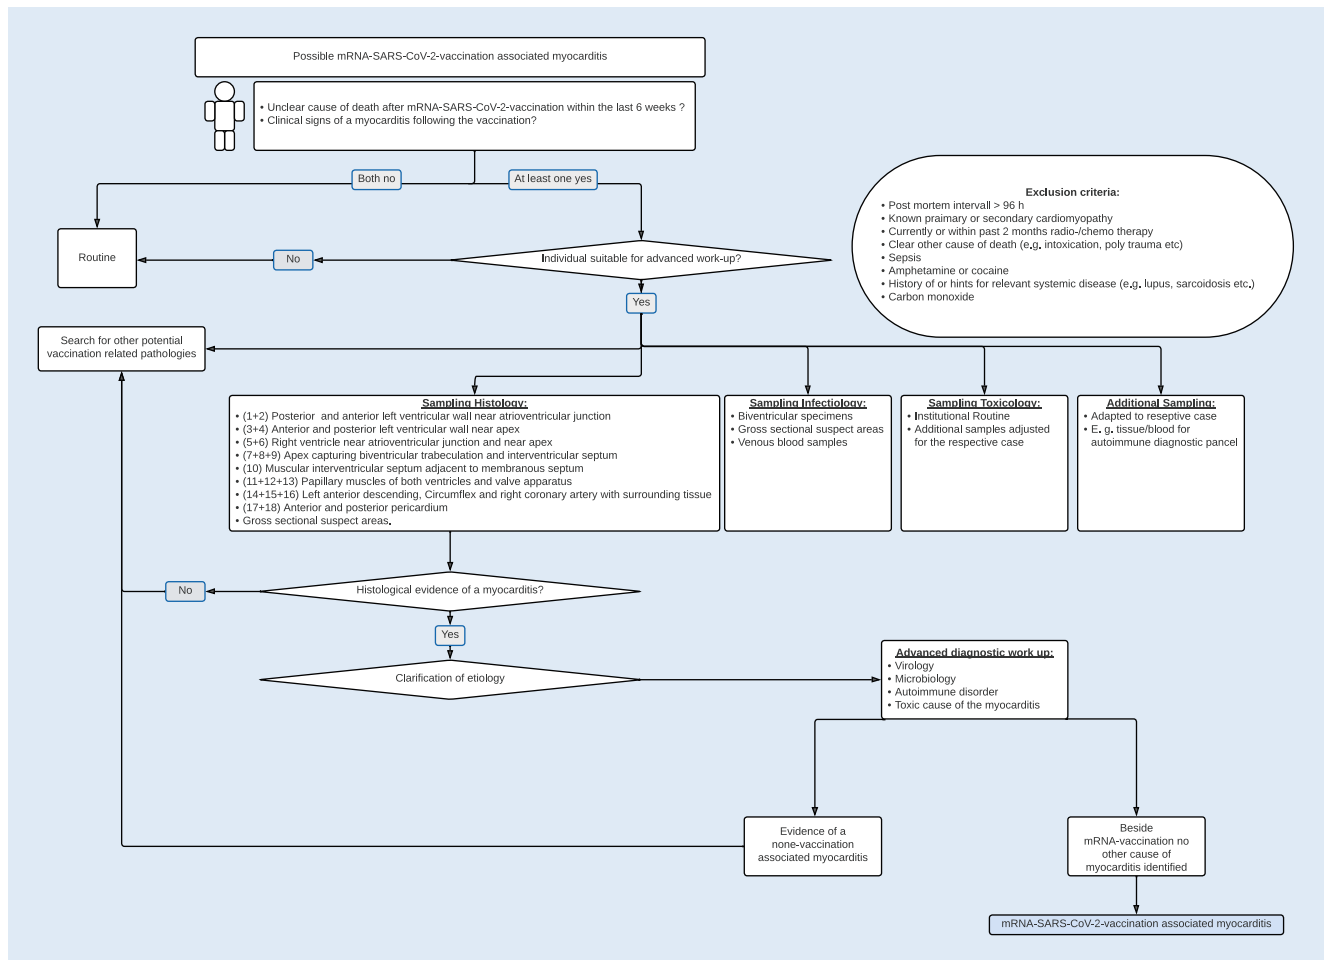 Possible mRNA-SARS-CoV-2-vaccination associated myocarditis
• Unclear cause of death after mRNA-SARS-CoV-2-vaccination within the last 6 weeks ?
• Clinical signs of a myocarditis following the vaccination?
Both no
At least one yes
Exclusion criteria:
• Post mortem intervall > 96 h
• Known praimary or secondary cardiomyopathy
• Currently or within past 2 months radio-/chemo therapy
• Clear other cause of death (e.g. intoxication, poly trauma etc)
• Sepsis
• Amphetamine or cocaine
• History of or hints for relevant systemic disease (e.g. lupus, sarcoidosis etc.)
• Carbon monoxide
Routine
No
Individual suitable for advanced work-up?
Yes
Search for other potential
vaccination related pathologies
Sampling Histology:
• (1+2) Posterior and anterior left ventricular wall near atrioventricular junction
• (3+4) Anterior and posterior left ventricular wall near apex
• (5+6) Right ventricle near atrioventricular junction and near apex
• (7+8+9) Apex capturing biventricular trabeculation and interventricular septum
• (10) Muscular interventricular septum adjacent to membranous septum
• (11+12+13) Papillary muscles of both ventricles and valve apparatus
• (14+15+16) Left anterior descending, Circumflex and right coronary artery with surrounding tissue
• (17+18) Anterior and posterior pericardium
• Gross sectional suspect areas.
Sampling Infectiology:
• Biventricular specimens
• Gross sectional suspect areas
• Venous blood samples
Sampling Toxicology:
• Institutional Routine
• Additional samples adjusted
for the respective case
Additional Sampling:
• Adapted to reseptive case
• E. g. tissue/blood for
autoimmune diagnostic pancel
No
Histological evidence of a myocarditis?
Yes
Clarification of etiology
Advanced diagnostic work up:
• Virology
• Microbiology
• Autoimmune disorder
• Toxic cause of the myocarditis
Evidence of a
none-vaccination
associated myocarditis
Beside
mRNA-vaccination no
other cause of
myocarditis identified
mRNA-SARS-CoV-2-vaccination associated myocarditis